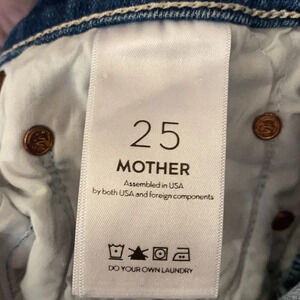 25
MOTHER
Assembled in USA
by both USA and foreign components
DO YOUR OWN LAUNDRY